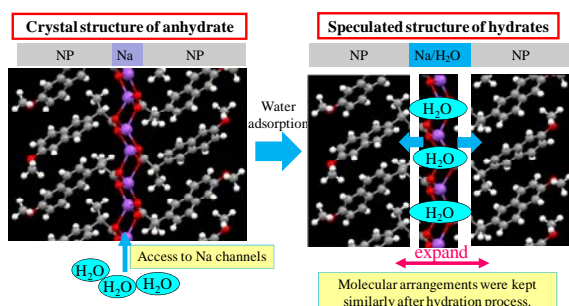 Crystal structure of anhydrate
Speculated structure of hydrates
NP
Na
NP
NP
Na/H2O
NP
Water
adsorption
H2O
H2O
H2O
Access to Na channels
H2O
H2O
H2O
expand
Molecular arrangements were kept
similarly after hydration process.